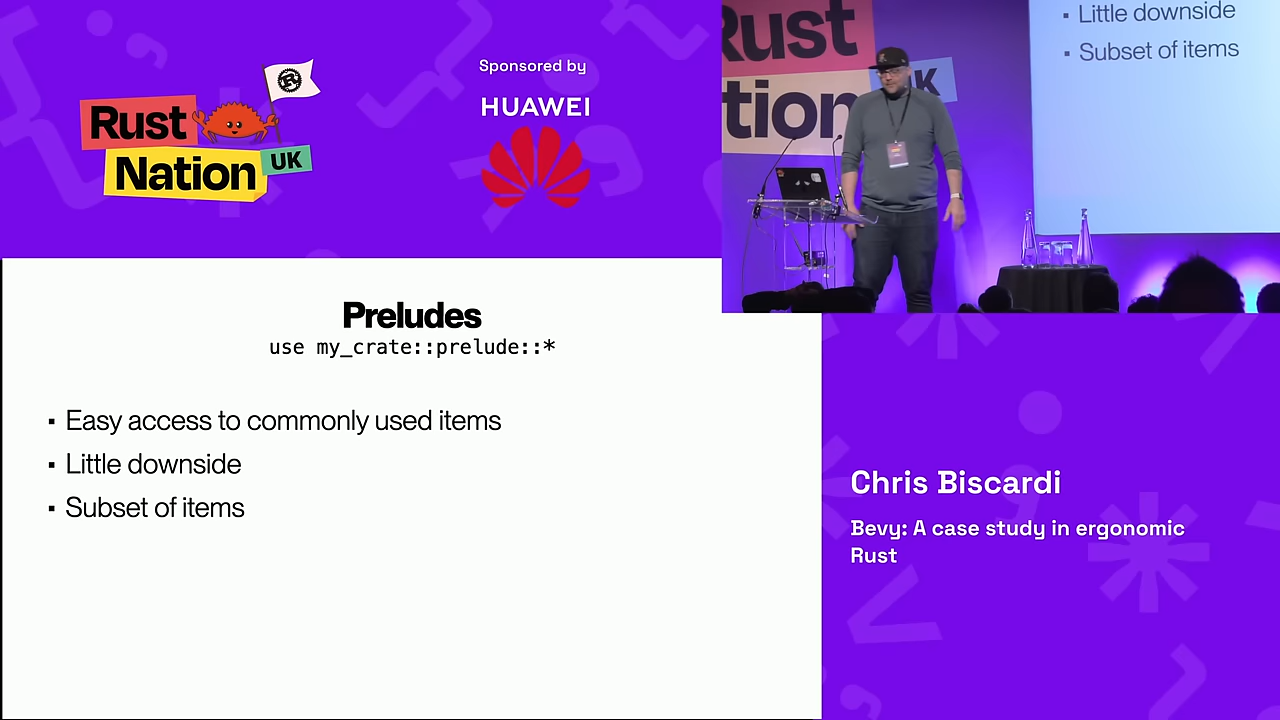 Rust
Nation
UK
Sponsored by
HUAWEI
Rust
UK
tion
Little downside
Subset of items
Preludes
use my_crate::prelude::*
▪ Easy access to commonly used items
▪ Little downside
▪ Subset of items
Chris Biscardi
Bevy: A case study in ergonomic
Rust